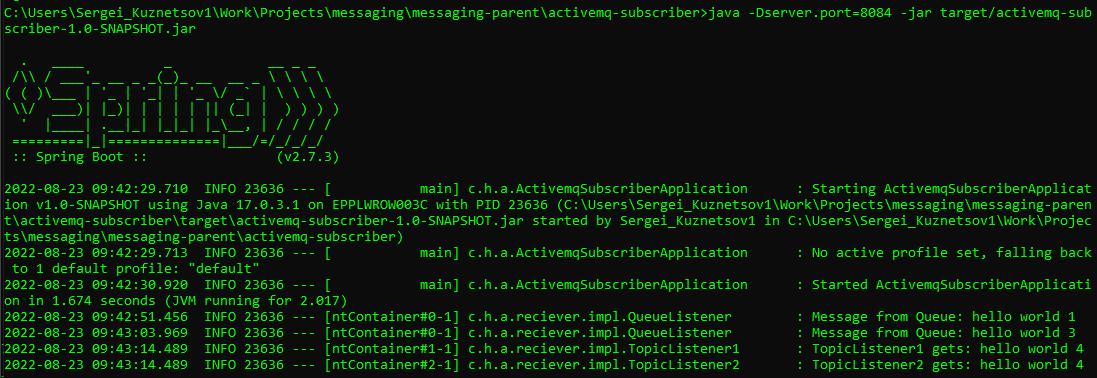 C:\Users\Sergei_Kuznetsov1\Work\Projects\messaging\messaging-parent\activemq-subscriber>java -Dserver.port=8084 -jar target/activemq-sub
scriber-1.0-SNAPSHOT.jar
  .   ____          _            __ _ _
 /\\ / ___'_ __ _ _(_)_ __  __ _ \ \ \ \
( ( )\___ | '_ | '_| | '_ \/ _` | \ \ \ \
 \\/  ___)| |_)| | | | | || (_| |  ) ) ) )
  '  |____| .__|_| |_|_| |_\__, | / / / /
 =========|_|==============|___/=/_/_/_/
 :: Spring Boot ::                (v2.7.3)
2022-08-23 09:42:29.710  INFO 23636 --- [           main] c.h.a.ActivemqSubscriberApplication      : Starting ActivemqSubscriberApplicat
ion v1.0-SNAPSHOT using Java 17.0.3.1 on EPPLWROW003C with PID 23636 (C:\Users\Sergei_Kuznetsov1\Work\Projects\messaging\messaging-paren
t\activemq-subscriber\target\activemq-subscriber-1.0-SNAPSHOT.jar started by Sergei_Kuznetsov1 in C:\Users\Sergei_Kuznetsov1\Work\Projec
ts\messaging\messaging-parent\activemq-subscriber)
2022-08-23 09:42:29.713  INFO 23636 --- [           main] c.h.a.ActivemqSubscriberApplication      : No active profile set, falling back
 to 1 default profile: "default"
2022-08-23 09:42:30.920  INFO 23636 --- [           main] c.h.a.ActivemqSubscriberApplication      : Started ActivemqSubscriberApplicati
on in 1.674 seconds (JVM running for 2.017)
2022-08-23 09:42:51.456  INFO 23636 --- [ntContainer#0-1] c.h.a.reciever.impl.QueueListener        : Message from Queue: hello world 1
2022-08-23 09:43:03.969  INFO 23636 --- [ntContainer#0-1] c.h.a.reciever.impl.QueueListener        : Message from Queue: hello world 3
2022-08-23 09:43:14.489  INFO 23636 --- [ntContainer#1-1] c.h.a.reciever.impl.TopicListener1       : TopicListener1 gets: hello world 4
2022-08-23 09:43:14.489  INFO 23636 --- [ntContainer#2-1] c.h.a.reciever.impl.TopicListener2       : TopicListener2 gets: hello world 4